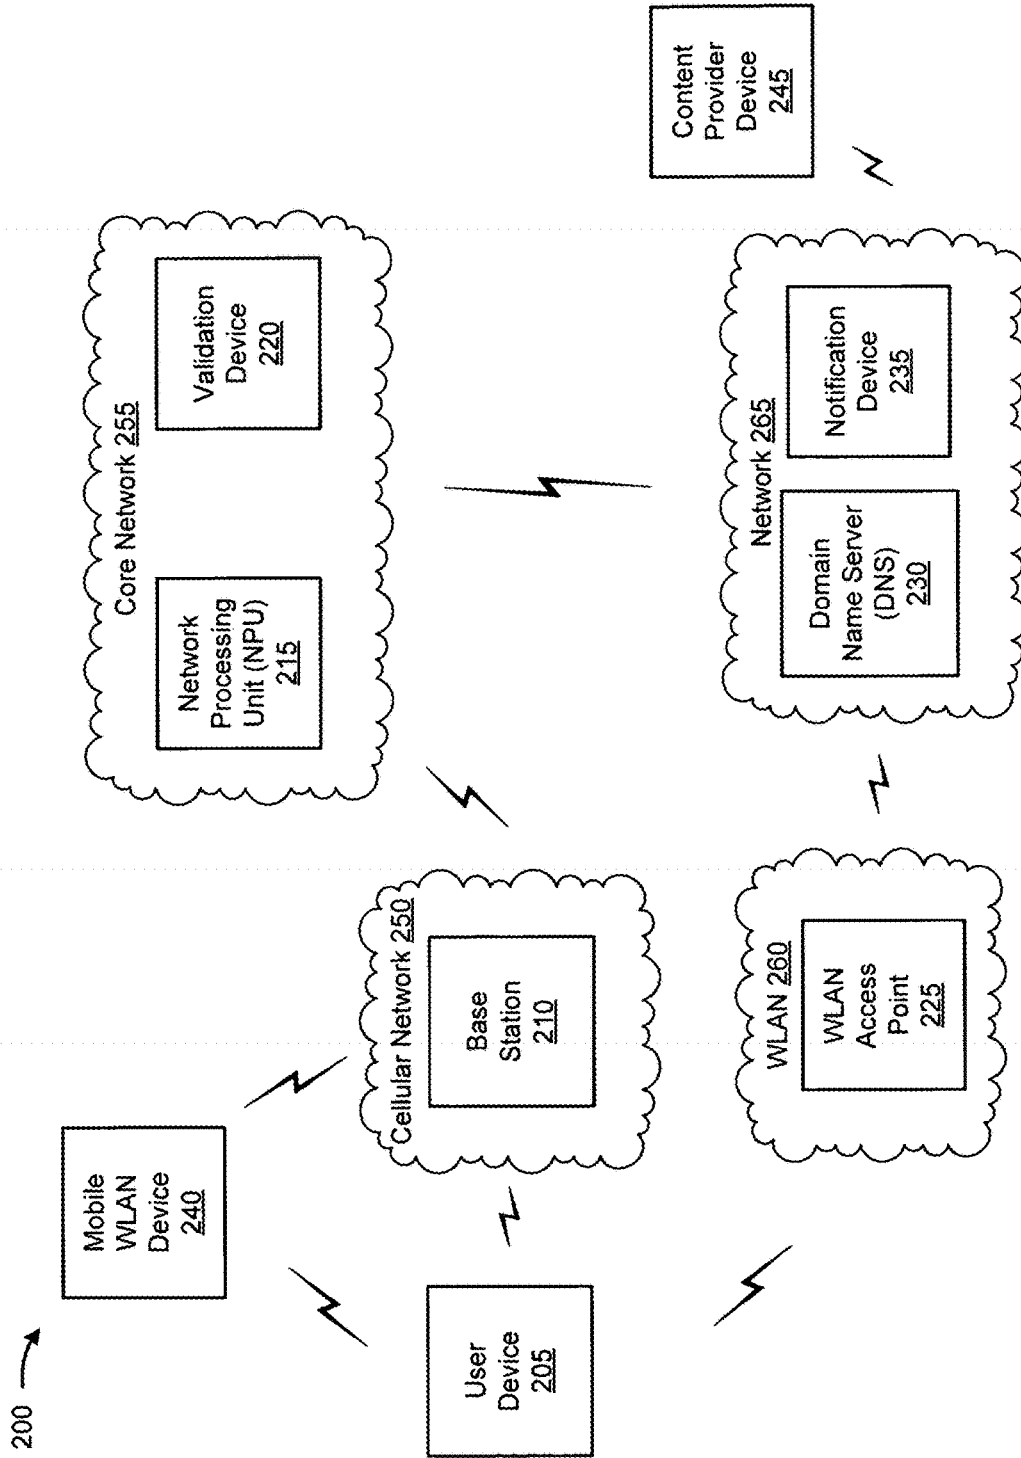 200
Mobile
WLAN
Device
240
User
Device
205
Cellular Network 250
Base
Station
210
WLAN 260
WLAN
Access
Point
225
Core Network 255
Network
Processing
Unit (NPU)
215
Validation
Device
220
Network 265
Domain
Name Server
(DNS)
230
Notification
Device
235
Content
Provider
Device
245